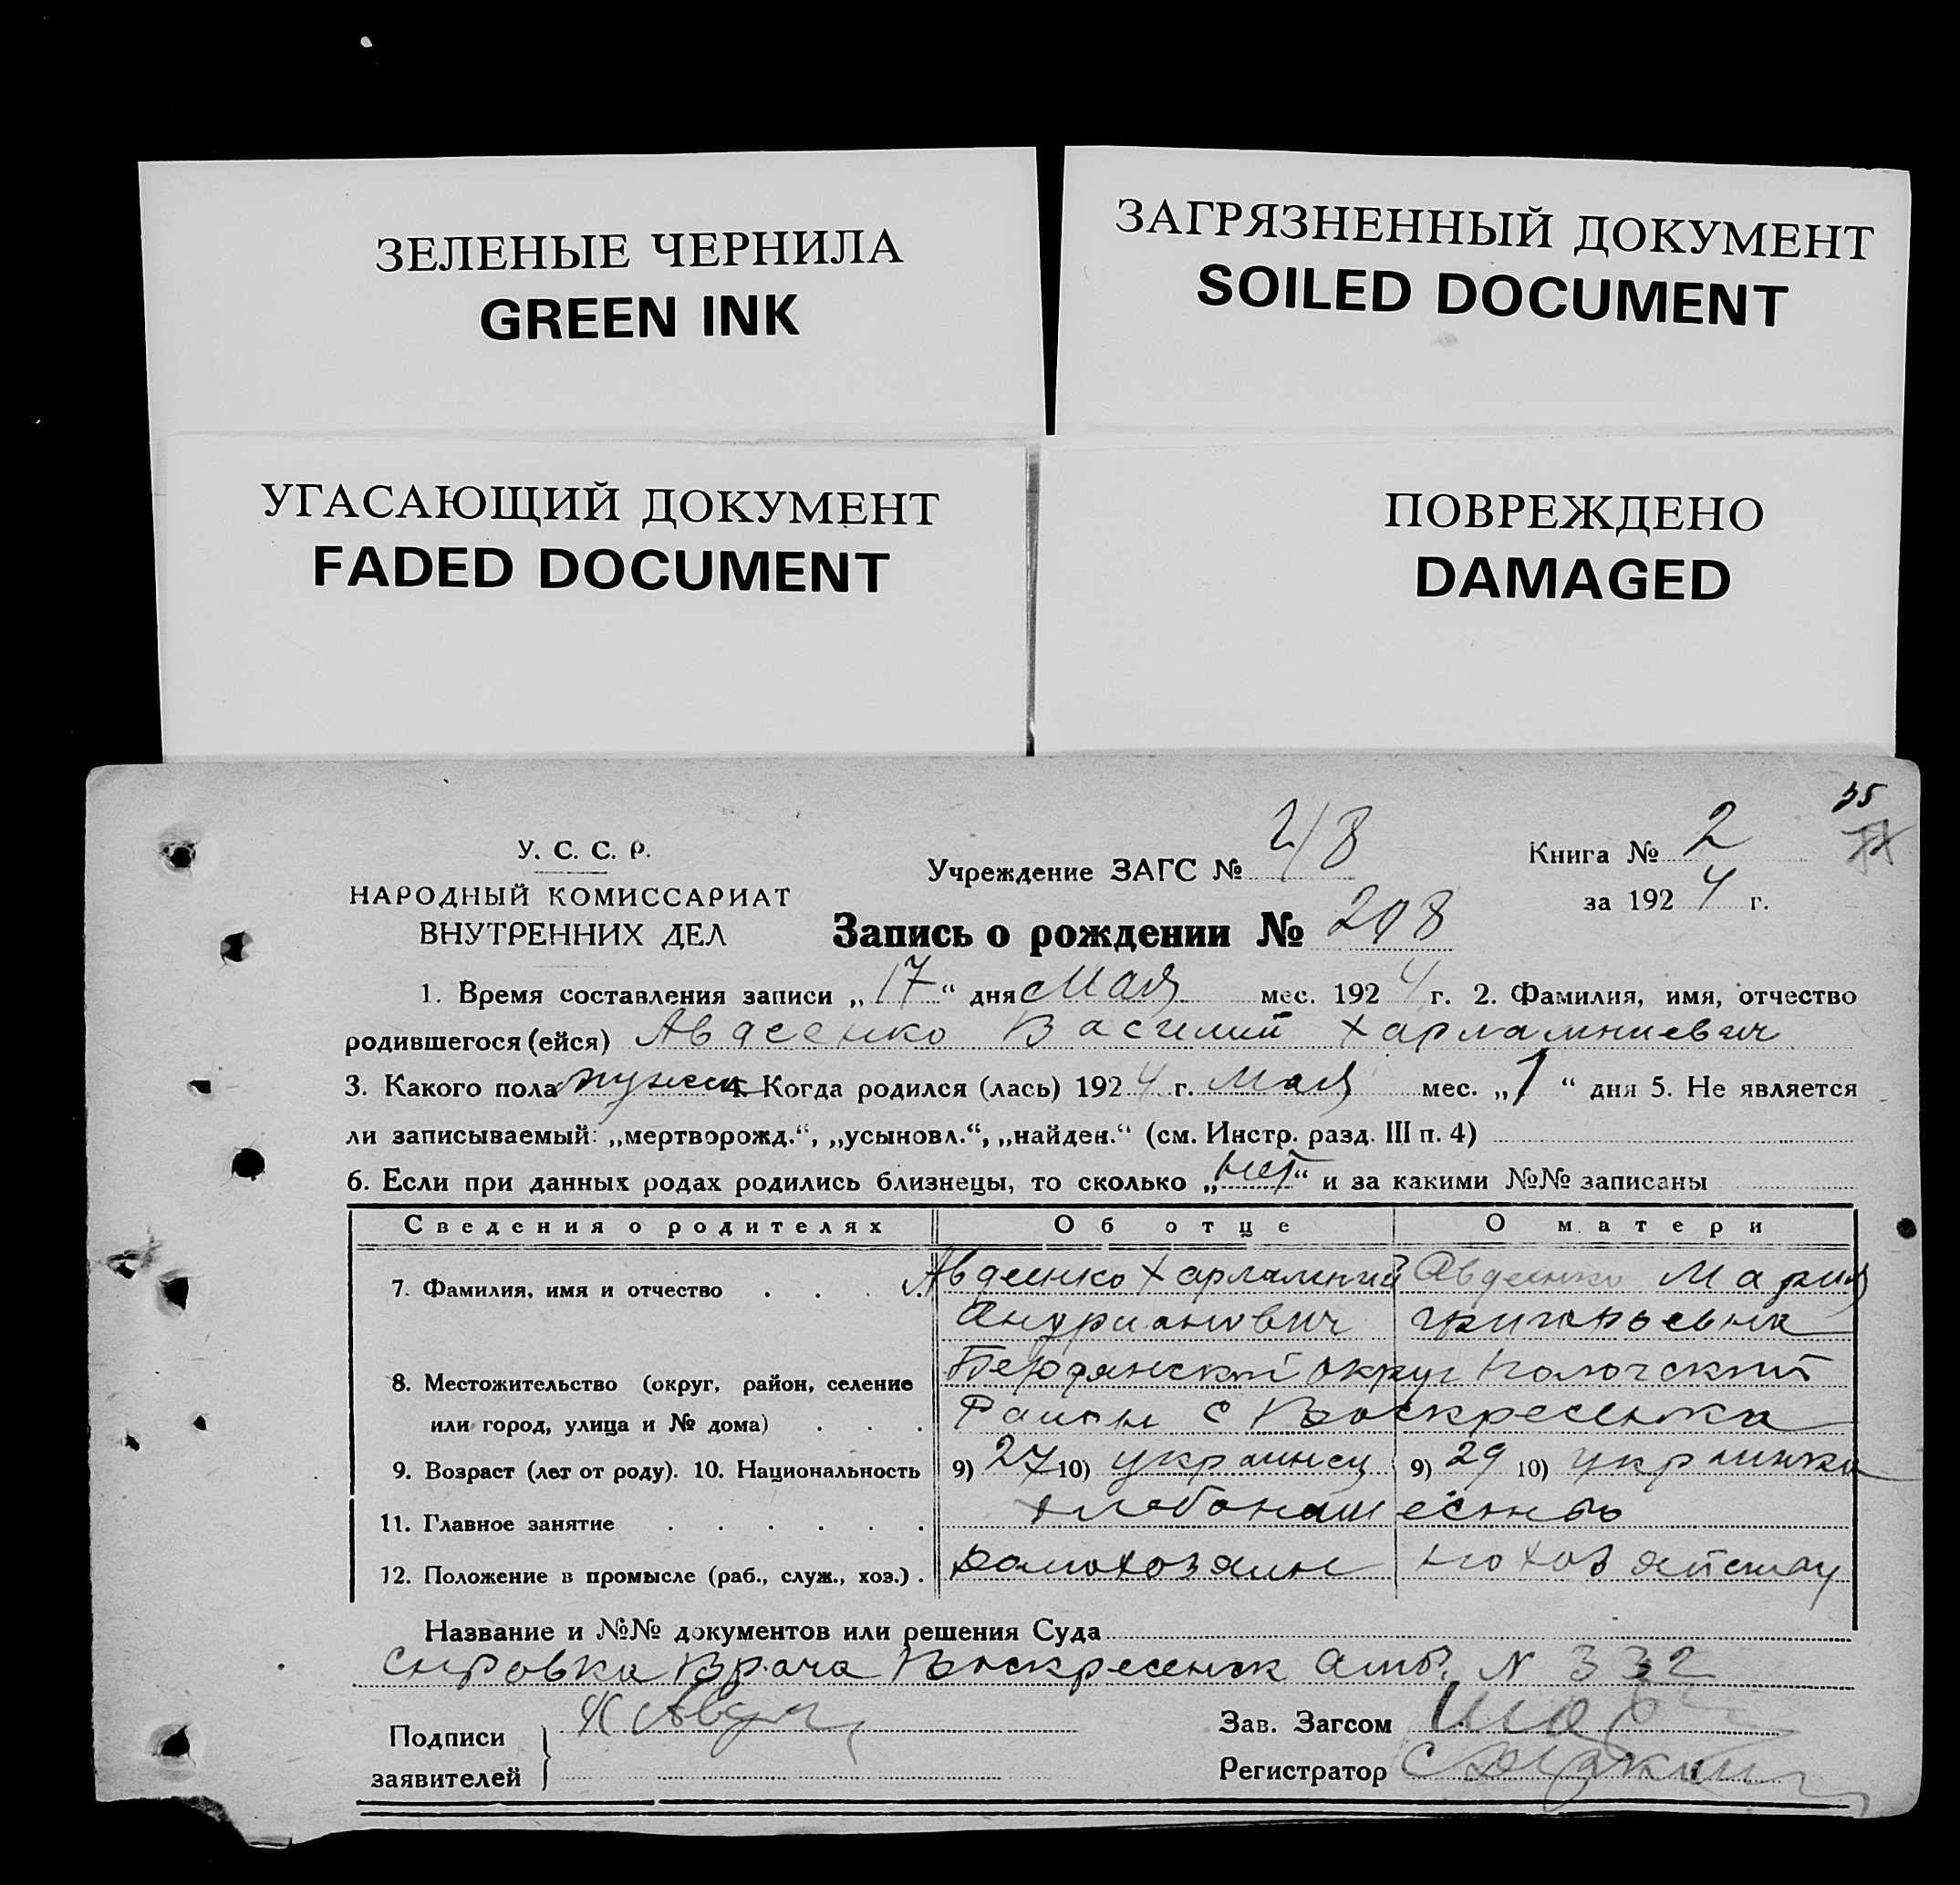 ЗЕЛЕНЫЕ ЧЕРНИЛА
GREEN INK
ЗАГРЯЗНЕННЫЙ ДОКУМЕНТ
SOILED DOCUMENT
УГАСАЮЩИЙ ДОКУМЕНТ
FADED DOCUMENT
ПОВРЕЖДЕНО
DAMAGED
35
У. С. С. Р.
НАРОДНЫЙ КОМИССАРИАТ
ВНУТРЕННИХ ДЕЛ
Учреждение ЗАГС №
Книга № 2
за 1924 г.
Запись о рождении № 208
1. Время составления записи „17“ дня Мая мес. 1924 г. 2. Фамилия, имя, отчество
родившегося (ейся) Авдеенко Василий Харлампиевич
3. Какого пола мужск 4. Когда родился (лась) 1924 г. Мая мес. „1“ дня 5. Не является
ли записываемый: „мертворожд.“, „усыновл.“, „найден.“ (см. Инстр. разд. III п. 4)
6. Если при данных родах родились близнецы, то сколько „нет“ и за какими №№ записаны
Сведения о родителях Об отце О матери
7. Фамилия, имя и отчество . . . . Авдеенко Харлампий Авдеенко Мария
Андрианович Григорьевна
8. Местожительство (округ, район, селение Бердянский округ Пологский
или город, улица и № дома) . . . Район с Воскресенка
9. Возраст (лет от роду). 10. Национальность 9) 27 10) украинец 9) 29 10) украинка
11. Главное занятие . . . . . . хлебопашесть
12. Положение в промысле (раб., служ., хоз.) . домохозяин
Название и №№ документов или решения Суда
справка Врача Воскресенск амб. N 332
Подписи
заявителей
Зав. Загсом
Регистратор